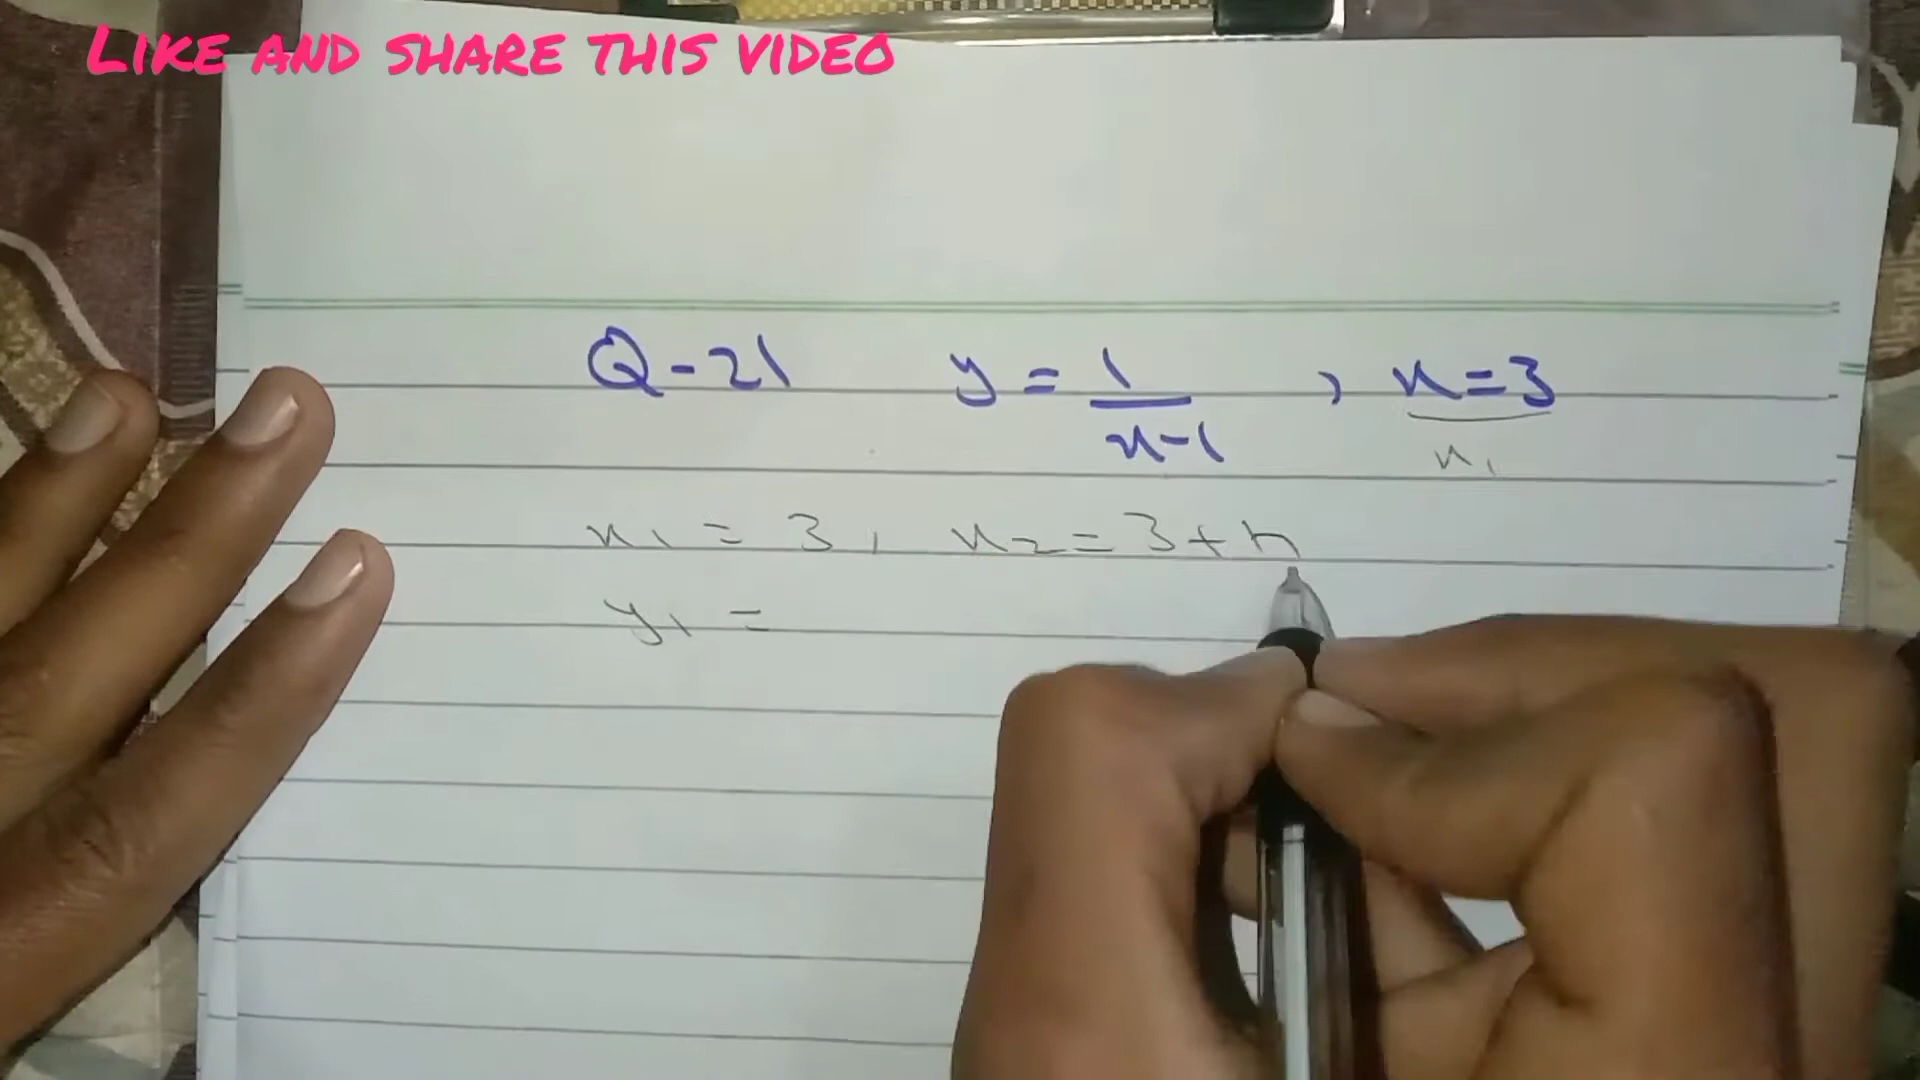 LIKE AND SHARE THIS VIDEO
Q-21 y = 1/(x-1) , x=3
x1
x1 = 3, x2 = 3+h
y1 =